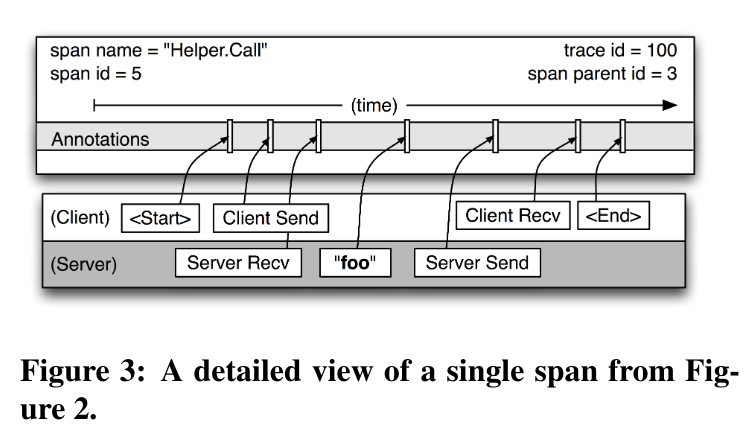 span name = "Helper.Call"
trace id = 100
span id = 5
span parent id = 3
(time)
Annotations
(Client)
<Start>
Client Send
Client Recv
<End>
(Server)
Server Recv
"foo"
Server Send
Figure 3: A detailed view of a single span from Fig-
ure 2.